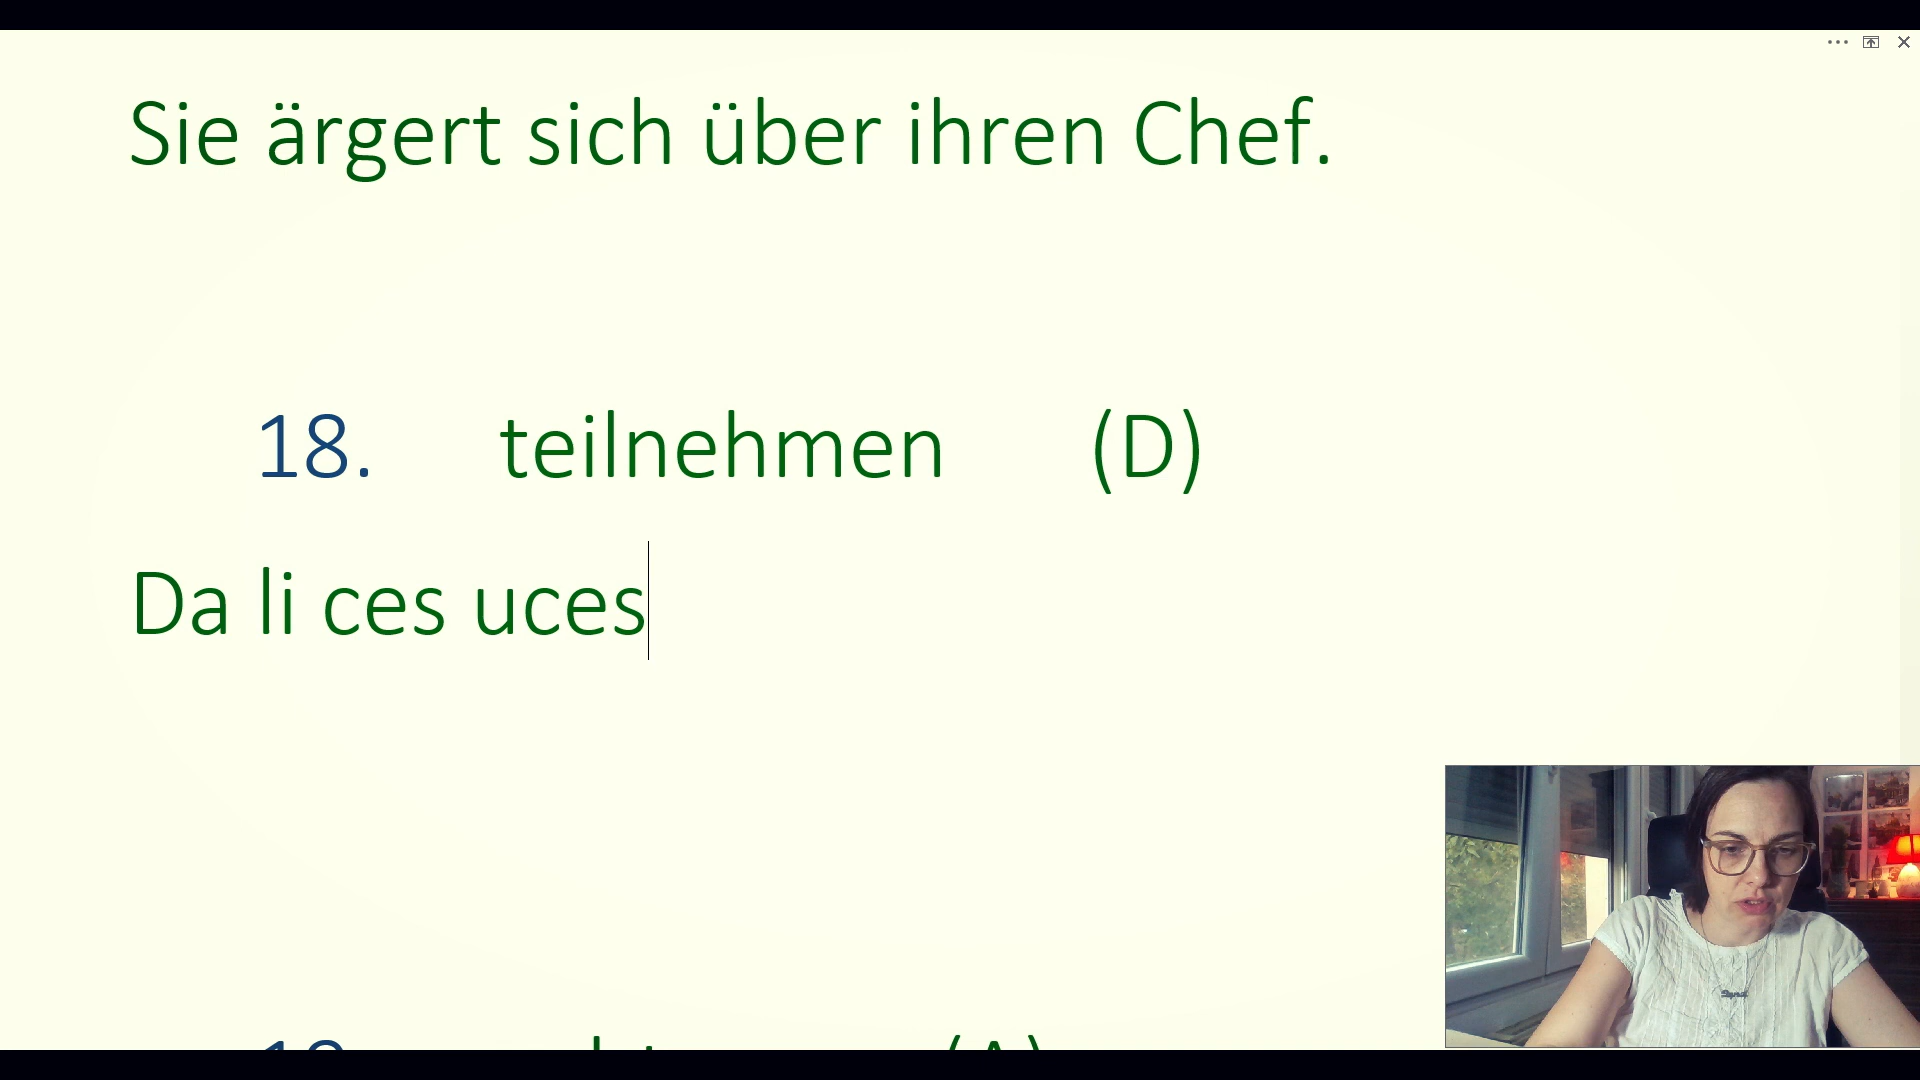 Sie ärgert sich über ihren Chef.
18. teilnehmen (D)
Da li ces uces